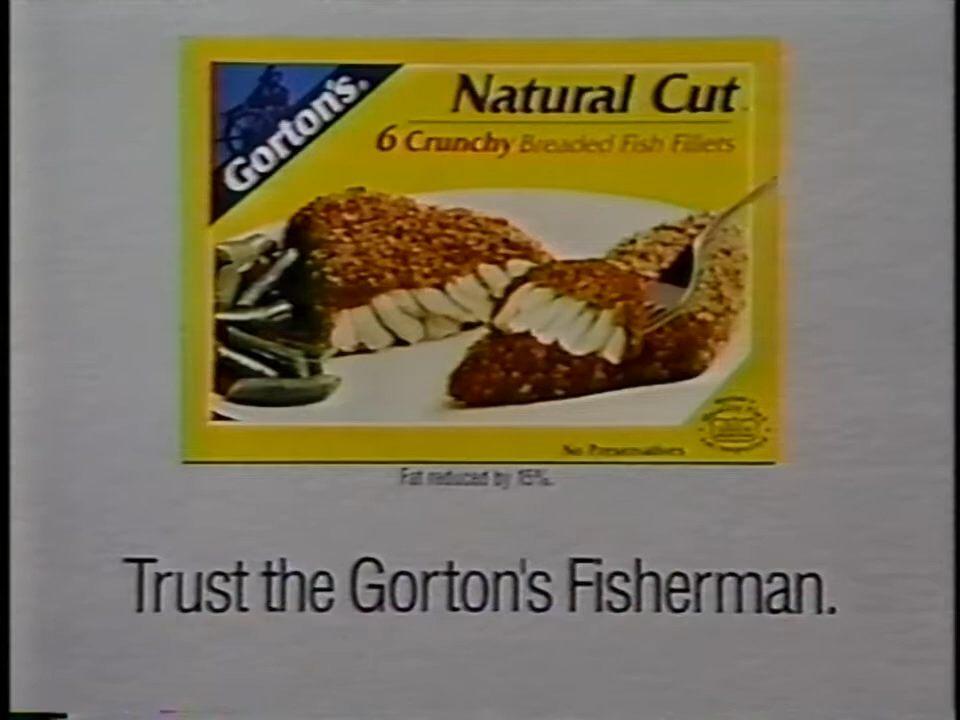 Gorton's.
Natural Cut
6 Crunchy Breaded Fish Fillets
No Preservatives
Fat reduced by 15%.
Trust the Gorton's Fisherman.